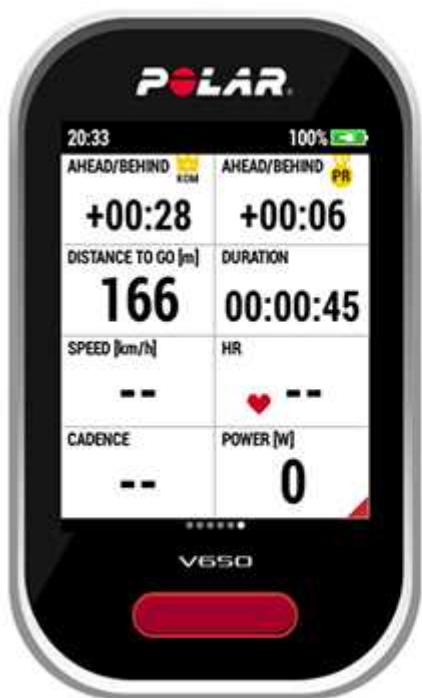 POLAR
20:33 100%
AHEAD/BEHIND KOM AHEAD/BEHIND PR
+00:28 +00:06
DISTANCE TO GO [m] DURATION
166 00:00:45
SPEED [km/h] HR
-- --
CADENCE POWER [W]
-- 0
V650